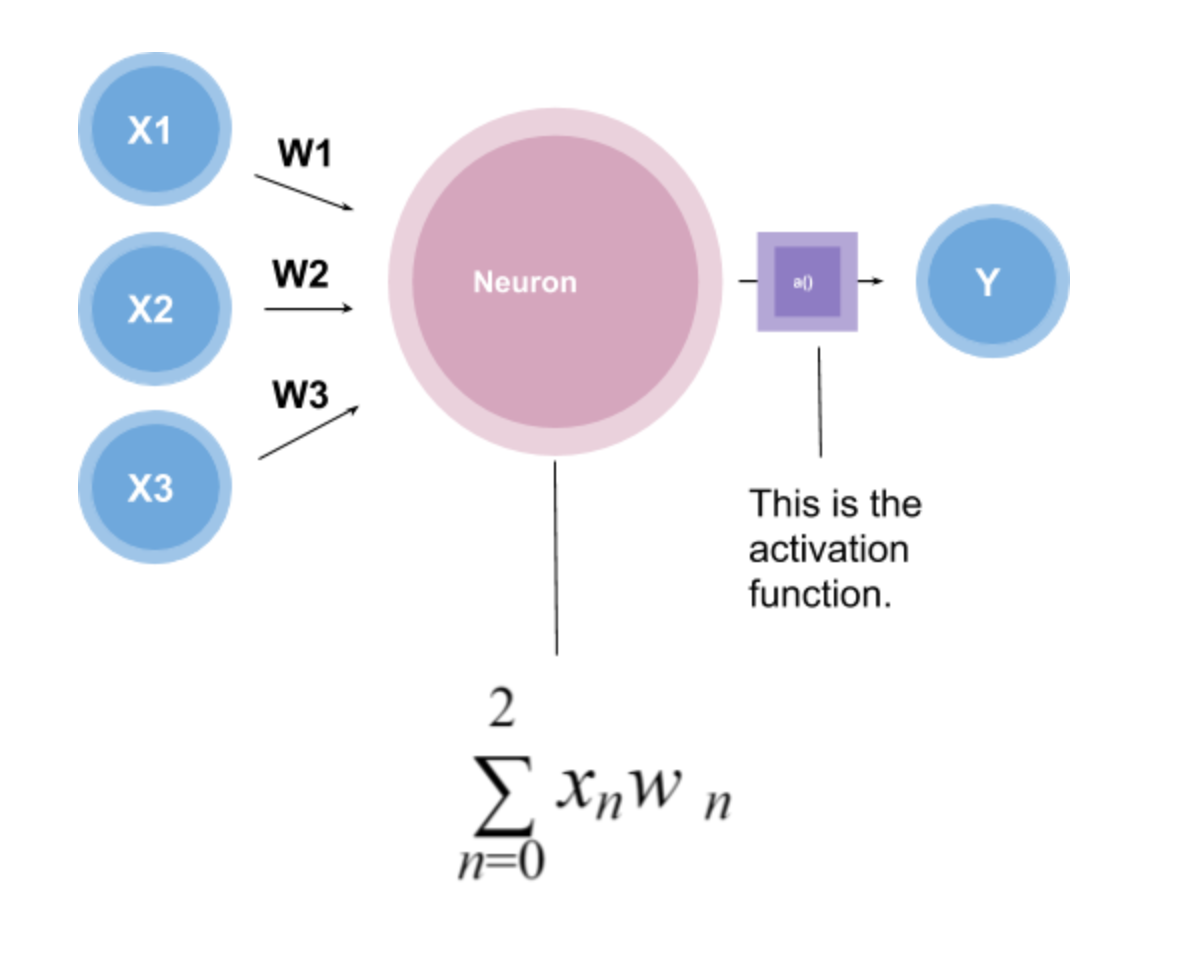 X1
W1
X2
W2
X3
W3
Neuron
a()
Y
This is the
activation
function.
2
∑ xₙw ₙ
n=0